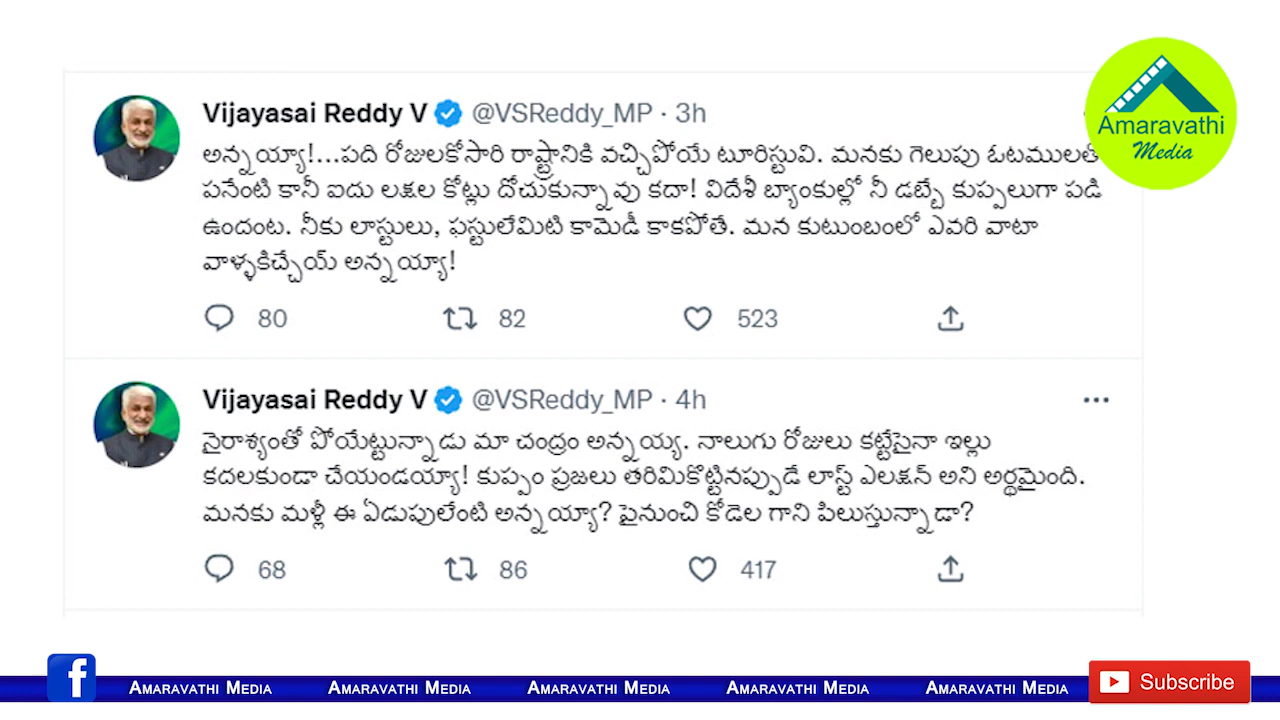 Vijayasai Reddy V @VSReddy_MP · 3h
అన్నయ్యా!...పది రోజులకోసారి రాష్ట్రానికి వచ్చిపోయే టూరిస్టువి. మనకు గెలుపు ఓటములతో
పనేంటి కానీ ఐదు లక్షల కోట్లు దోచుకున్నావు కదా! విదేశీ బ్యాంకుల్లో నీ డబ్బే కుప్పలుగా పడి
ఉందంట. నీకు లాస్టులు, ఫస్టులేమిటి కామెడీ కాకపోతే. మన కుటుంబంలో ఎవరి వాటా
వాళ్ళకిచ్చేయ్ అన్నయ్యా!
80 82 523
Vijayasai Reddy V @VSReddy_MP · 4h
నైరాశ్యంతో పోయేట్టున్నాడు మా చంద్రం అన్నయ్య. నాలుగు రోజులు కట్టేసైనా ఇల్లు
కదలకుండా చేయండయ్యా! కుప్పం ప్రజలు తరిమికొట్టినప్పుడే లాస్ట్ ఎలక్షన్ అని అర్థమైంది.
మనకు మళ్లీ ఈ ఏడుపులేంటి అన్నయ్యా? పైనుంచి కోడెల గాని పిలుస్తున్నాడా?
68 86 417
Amaravathi
Media
f Amaravathi Media Amaravathi Media Amaravathi Media Amaravathi Media Amaravathi Media Subscribe